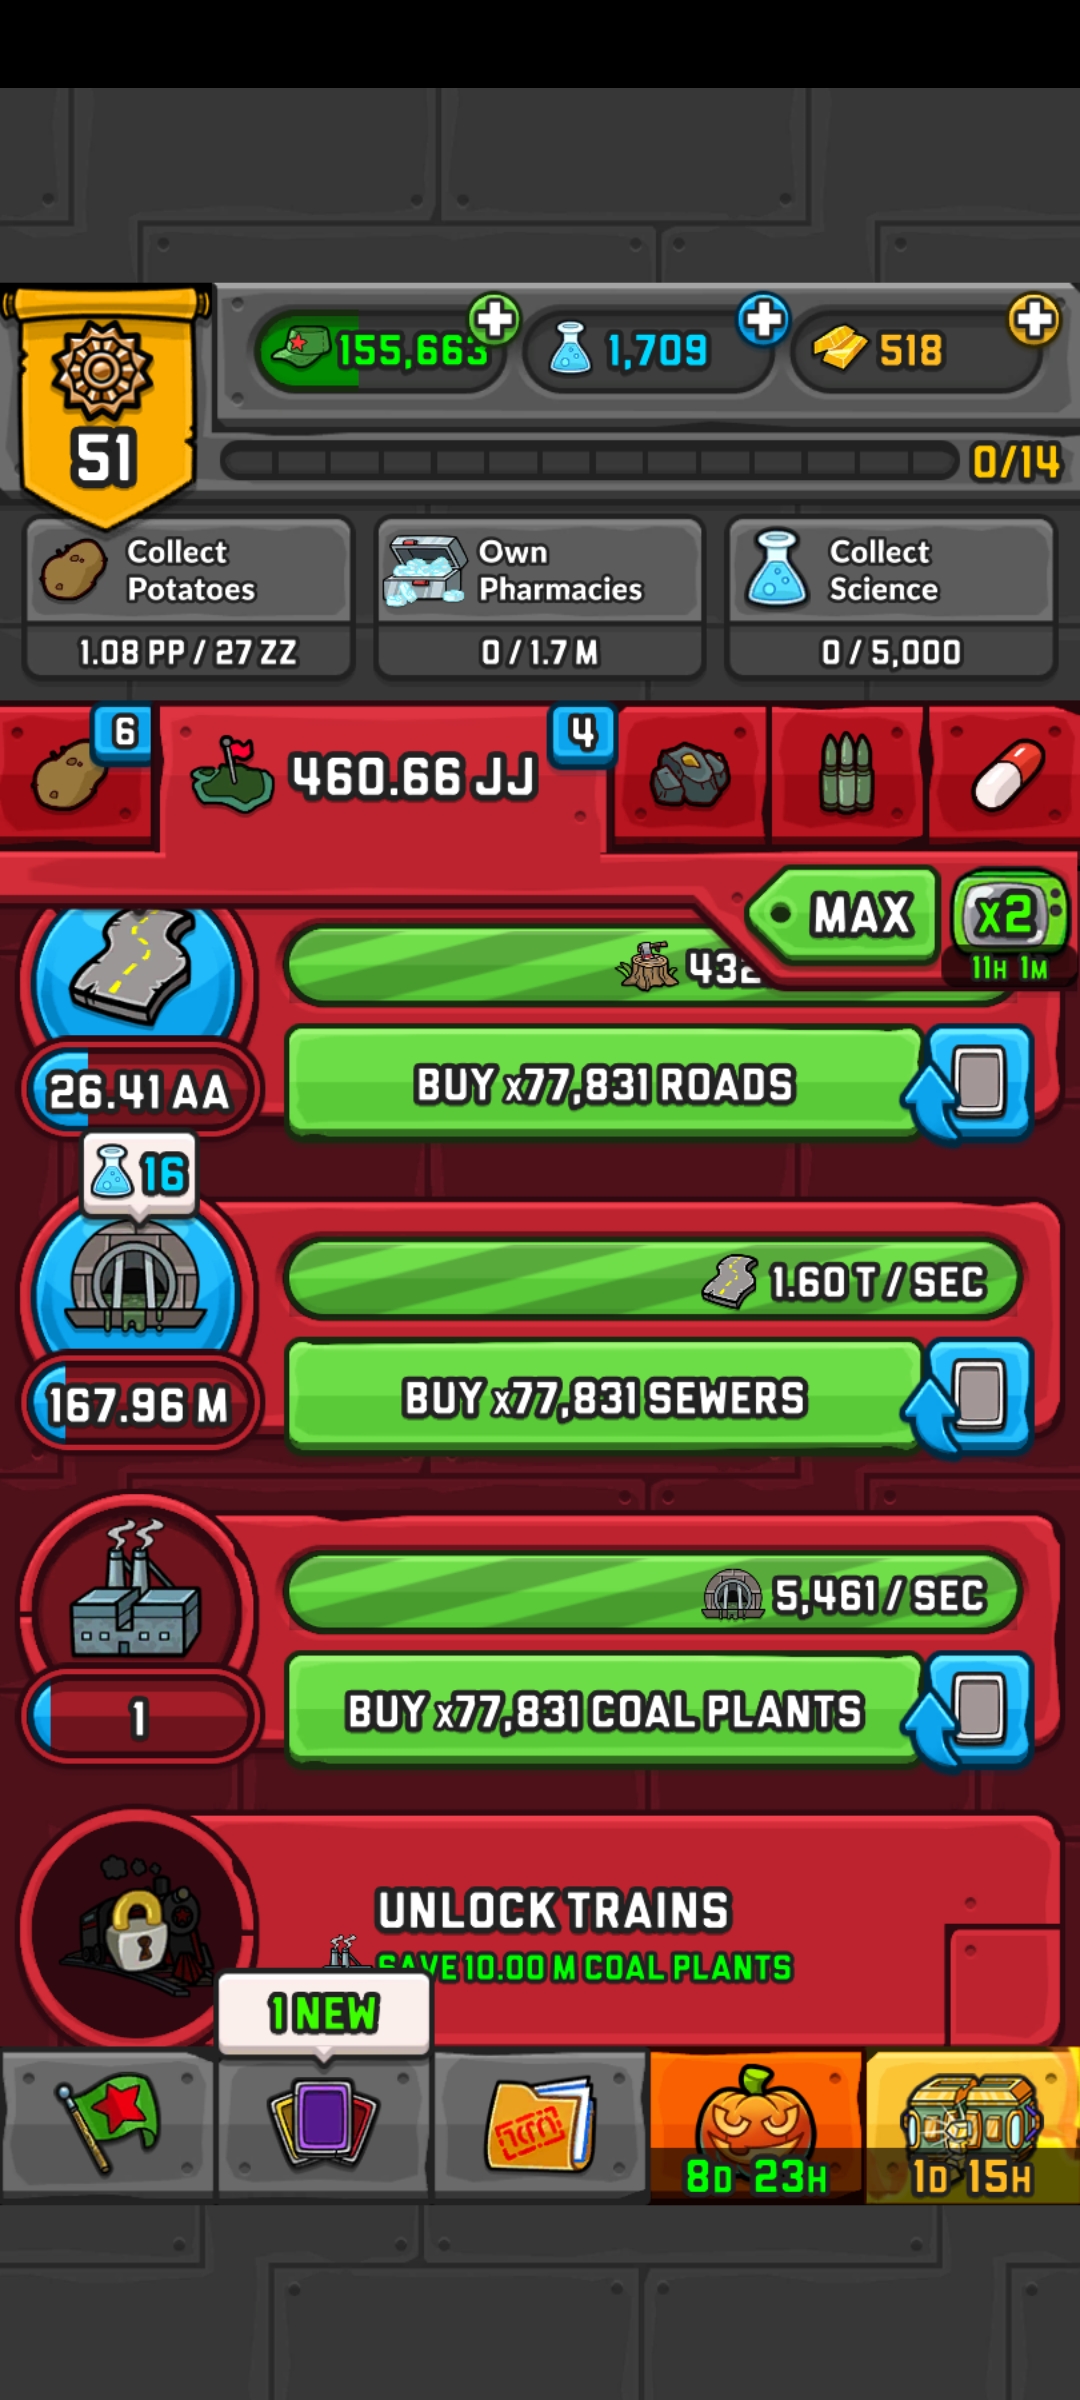 155,663
1,709
518
51
0/14
Collect
Potatoes
1.08 PP / 27 ZZ
Own
Pharmacies
0 / 1.7 M
Collect
Science
0 / 5,000
6
460.66 JJ
4
MAX
x2
11H 1M
432
26.41 AA
BUY x77,831 ROADS
16
1.60 T / SEC
167.96 M
BUY x77,831 SEWERS
5,461 / SEC
1
BUY x77,831 COAL PLANTS
UNLOCK TRAINS
SAVE 10.00 M COAL PLANTS
1 NEW
8D 23H
1D 15H